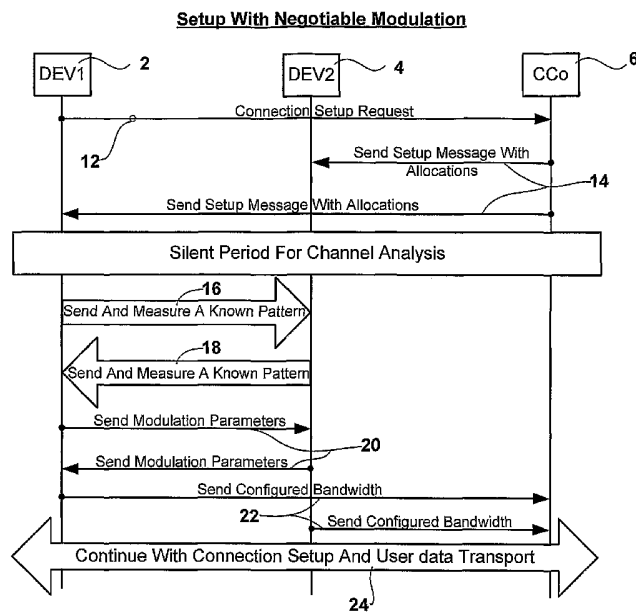 Setup With Negotiable Modulation
DEV1
2
DEV2
4
CCo
6
Connection Setup Request
12
Send Setup Message With
Allocations
14
Send Setup Message With Allocations
Silent Period For Channel Analysis
16
Send And Measure A Known Pattern
18
Send And Measure A Known Pattern
Send Modulation Parameters
20
Send Modulation Parameters
Send Configured Bandwidth
22
Send Configured Bandwidth
Continue With Connection Setup And User data Transport
24